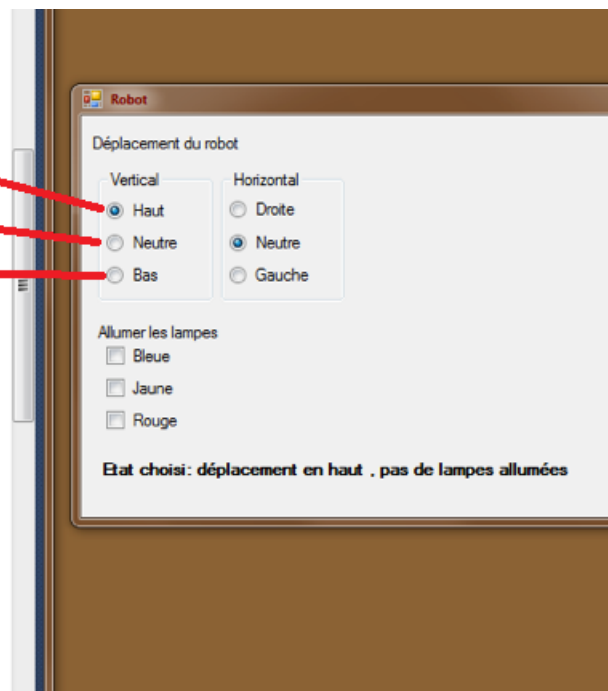 Robot
Déplacement du robot
Vertical
Horizontal
Haut
Droite
Neutre
Neutre
Bas
Gauche
Allumer les lampes
Bleue
Jaune
Rouge
Etat choisi: déplacement en haut , pas de lampes allumées